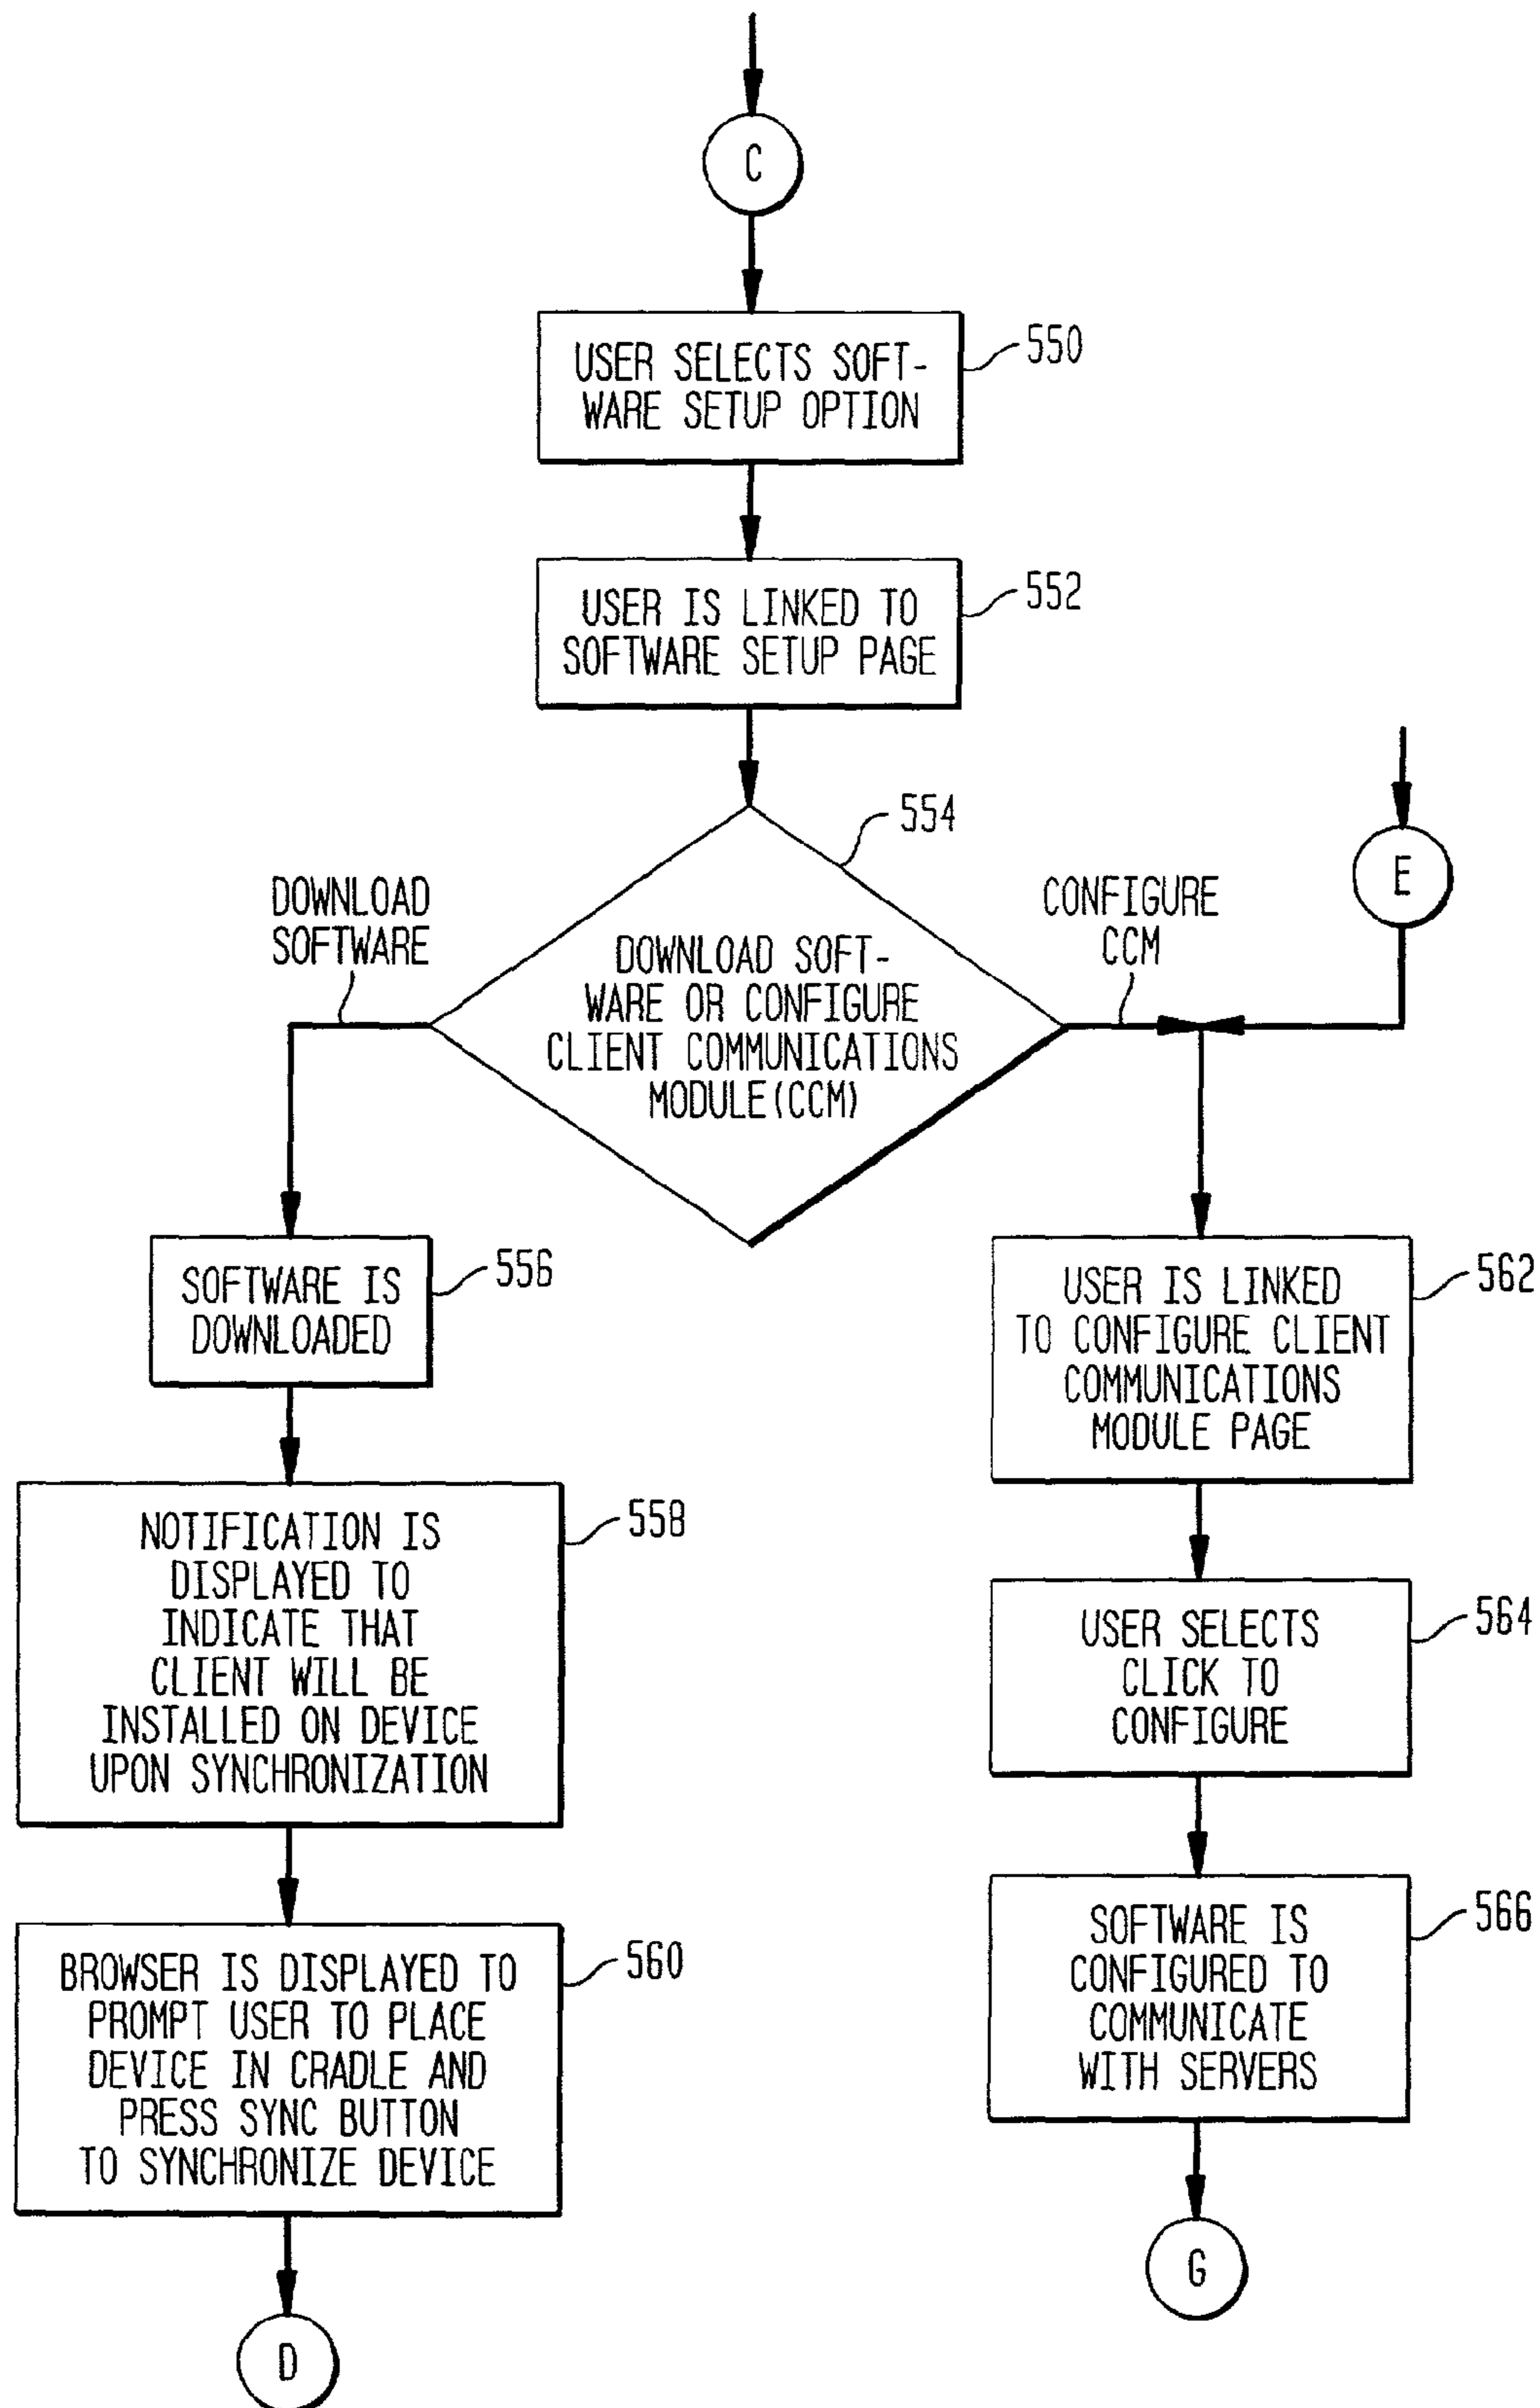 C
USER SELECTS SOFT-
WARE SETUP OPTION
550
USER IS LINKED TO
SOFTWARE SETUP PAGE
552
554
DOWNLOAD
SOFTWARE
DOWNLOAD SOFT-
WARE OR CONFIGURE
CLIENT COMMUNICATIONS
MODULE(CCM)
CONFIGURE
CCM
E
SOFTWARE IS
DOWNLOADED
556
NOTIFICATION IS
DISPLAYED TO
INDICATE THAT
CLIENT WILL BE
INSTALLED ON DEVICE
UPON SYNCHRONIZATION
558
BROWSER IS DISPLAYED TO
PROMPT USER TO PLACE
DEVICE IN CRADLE AND
PRESS SYNC BUTTON
TO SYNCHRONIZE DEVICE
560
D
USER IS LINKED
TO CONFIGURE CLIENT
COMMUNICATIONS
MODULE PAGE
562
USER SELECTS
CLICK TO
CONFIGURE
564
SOFTWARE IS
CONFIGURED TO
COMMUNICATE
WITH SERVERS
566
G